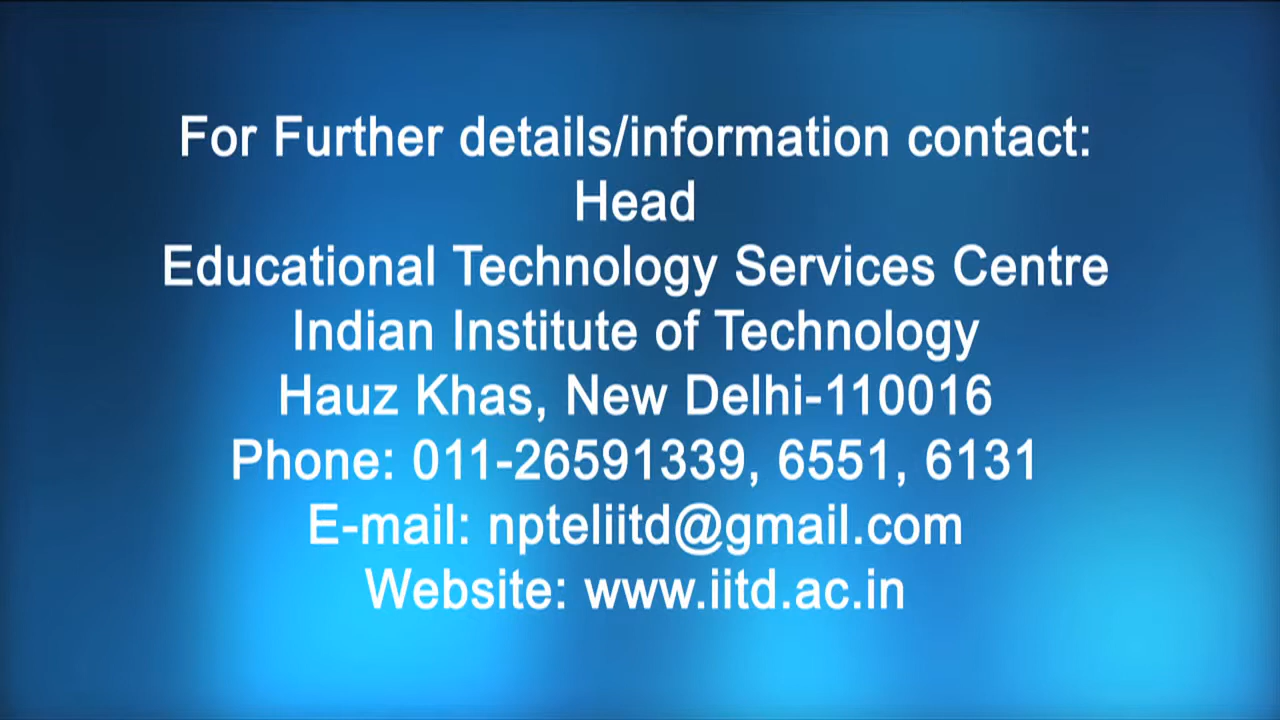 For Further details/information contact:
Head
Educational Technology Services Centre
Indian Institute of Technology
Hauz Khas, New Delhi-110016
Phone: 011-26591339, 6551, 6131
E-mail: npteliitd@gmail.com
Website: www.iitd.ac.in